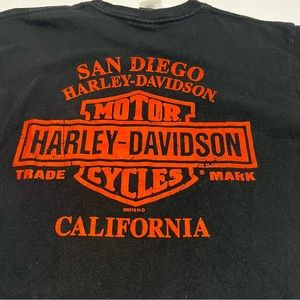 SAN DIEGO
HARLEY-DAVIDSON
MOTOR
HARLEY-DAVIDSON
CYCLES
TRADE MARK
CALIFORNIA